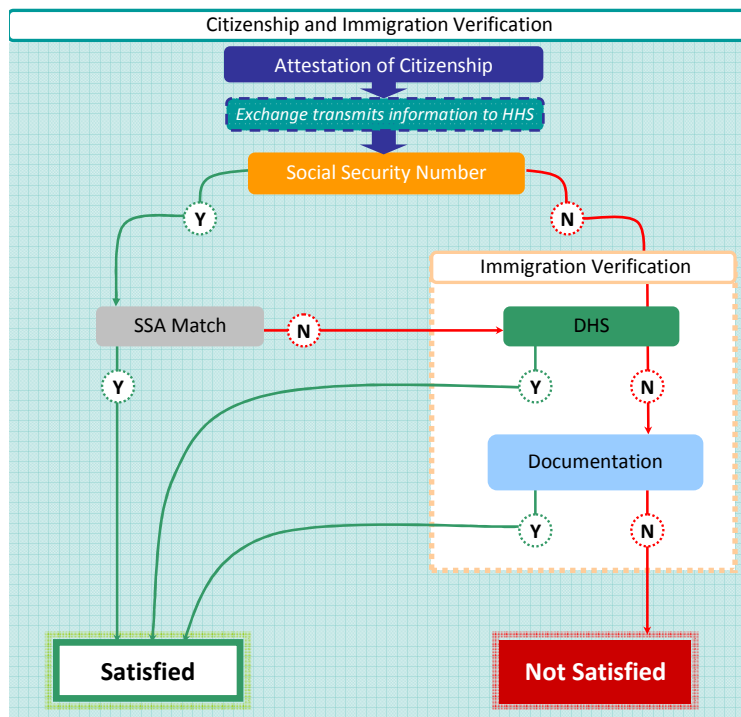 Citizenship and Immigration Verification
Attestation of Citizenship
Exchange transmits information to HHS
Social Security Number
Y
N
Immigration Verification
SSA Match
N
DHS
Y
Y
N
Documentation
Y
N
Satisfied
Not Satisfied